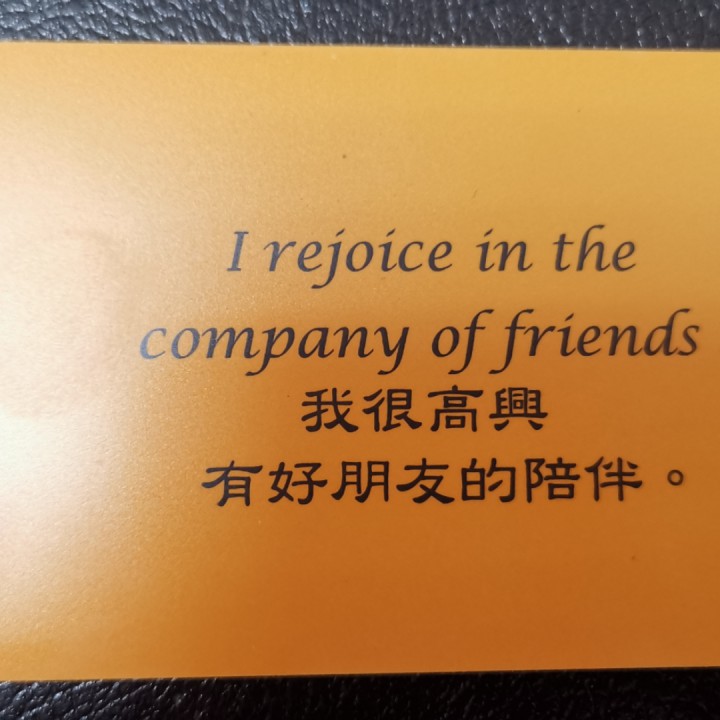 I rejoice in the
company of friends
我很高興
有好朋友的陪伴。